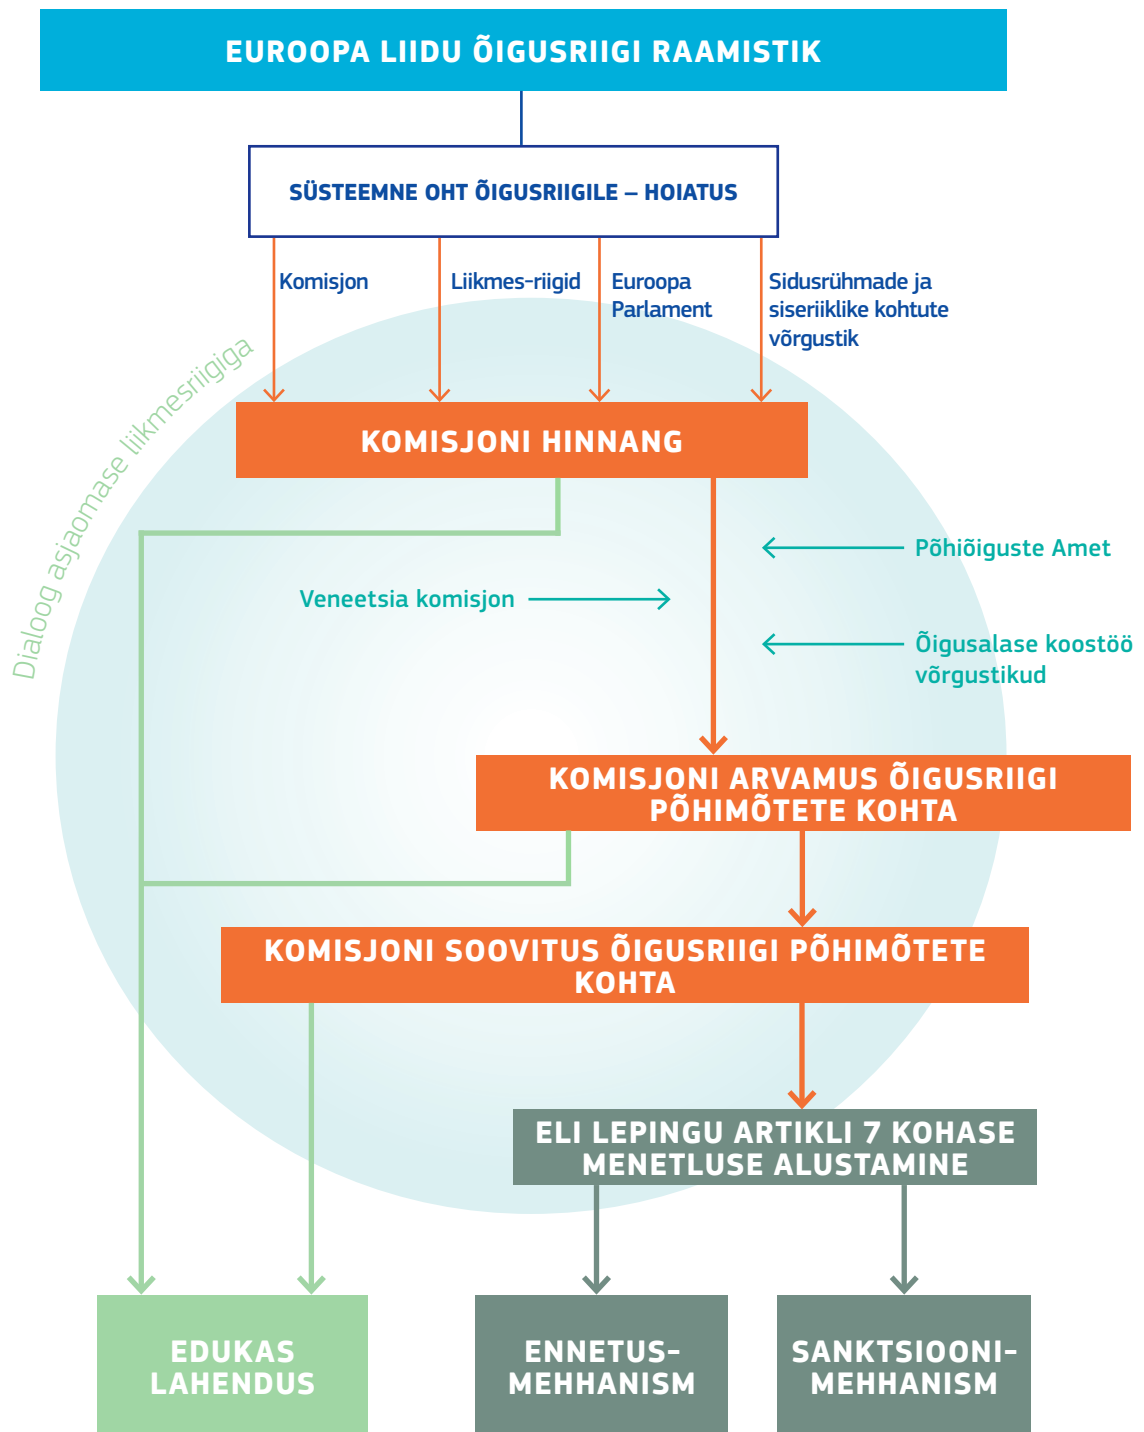 EUROOPA LIIDU ÕIGUSRIIGI RAAMISTIK
SÜSTEEMNE OHT ÕIGUSRIIGILE – HOIATUS
Komisjon
Liikmes-riigid
Euroopa
Parlament
Sidusrühmade ja
siseriiklike kohtute
võrgustik
Dialoog asjaomase liikmesriigiga
KOMISJONI HINNANG
Põhiõiguste Amet
Veneetsia komisjon
Õigusalase koostöö
võrgustikud
KOMISJONI ARVAMUS ÕIGUSRIIGI
PÕHIMÕTETE KOHTA
KOMISJONI SOOVITUS ÕIGUSRIIGI PÕHIMÕTETE
KOHTA
ELI LEPINGU ARTIKLI 7 KOHASE
MENETLUSE ALUSTAMINE
EDUKAS
LAHENDUS
ENNETUS-
MEHHANISM
SANKTSIOONI-
MEHHANISM